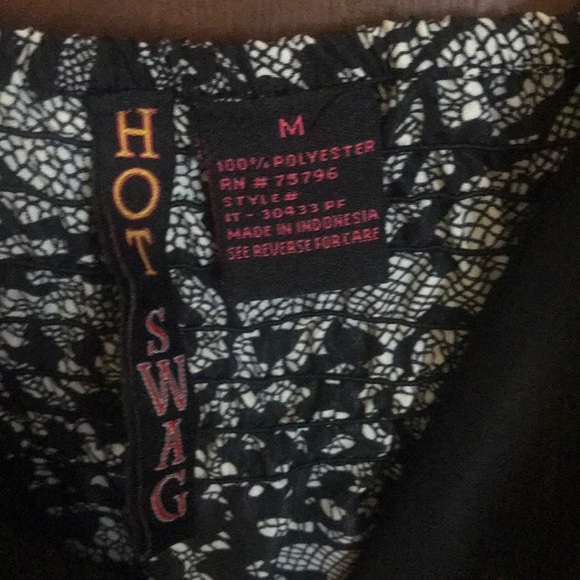 HOT SWAG
M
100% POLYESTER
RN # 75796
STYLE#
IT - 30433 PF
MADE IN INDONESIA
SEE REVERSE FOR CARE